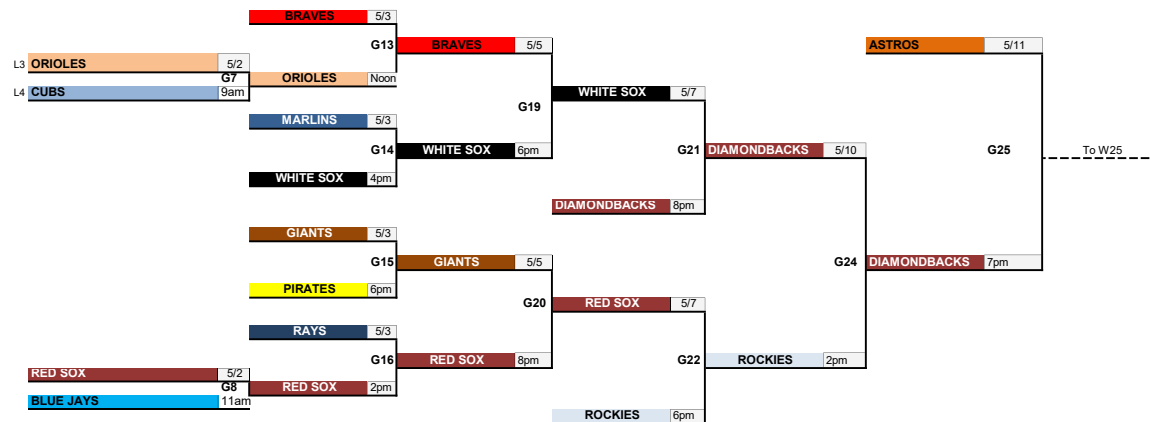 BRAVES 5/3
G13 BRAVES 5/5 ASTROS 5/11
L3 ORIOLES 5/2
G7 ORIOLES Noon
L4 CUBS 9am WHITE SOX 5/7
G19
MARLINS 5/3
G14 WHITE SOX 6pm G21 DIAMONDBACKS 5/10 G25 To W25
WHITE SOX 4pm
DIAMONDBACKS 8pm
GIANTS 5/3
G15 GIANTS 5/5 G24 DIAMONDBACKS 7pm
PIRATES 6pm
G20 RED SOX 5/7
RAYS 5/3
G16 RED SOX 8pm G22 ROCKIES 2pm
RED SOX 5/2
G8 RED SOX 2pm
BLUE JAYS 11am
ROCKIES 6pm